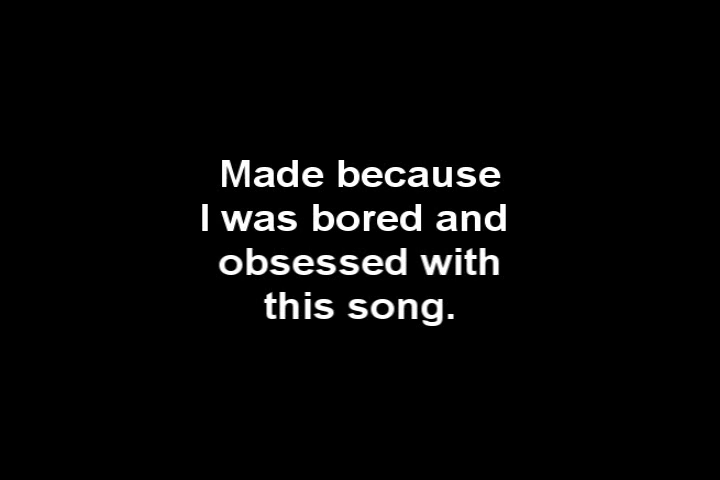 Made because
I was bored and
obsessed with
this song.